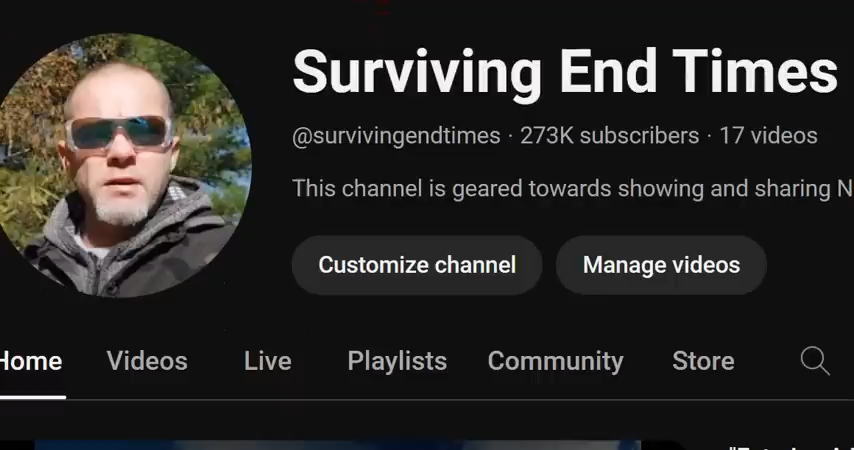 Surviving End Times
@survivingendtimes · 273K subscribers · 17 videos
This channel is geared towards showing and sharing N
Customize channel Manage videos
Home Videos Live Playlists Community Store